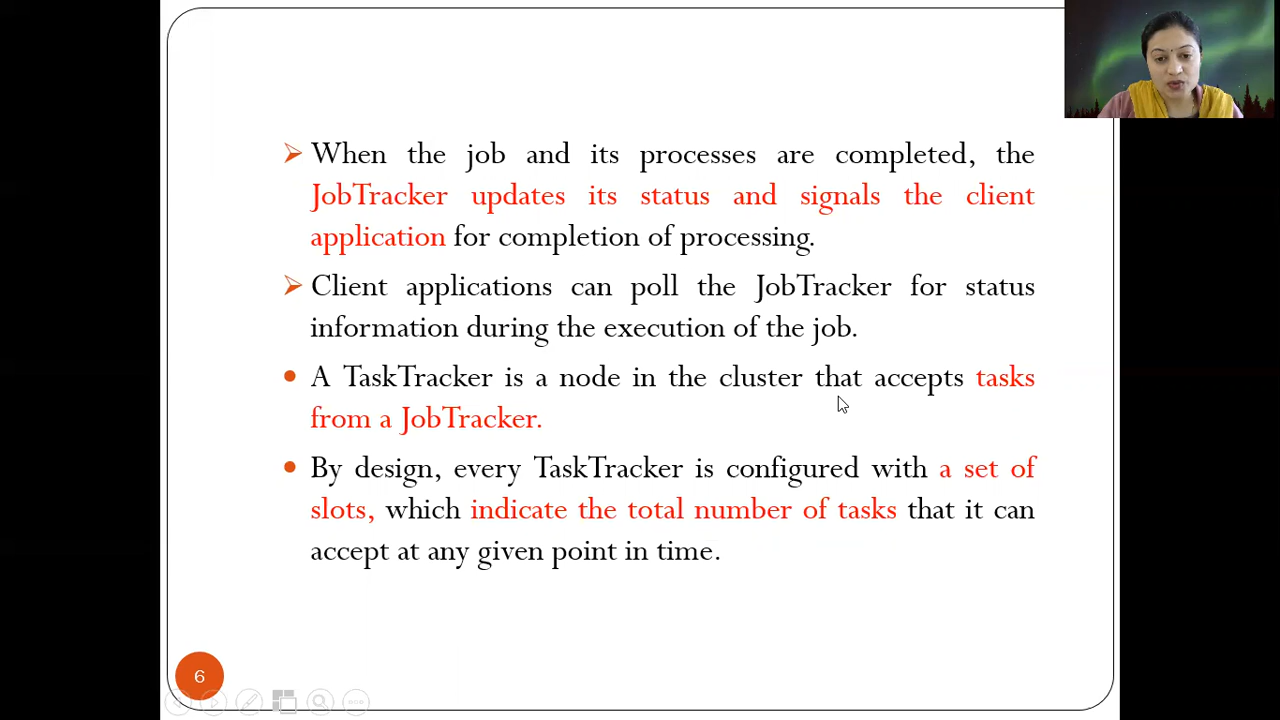 When the job and its processes are completed, the
JobTracker updates its status and signals the client
application for completion of processing.
Client applications can poll the JobTracker for status
information during the execution of the job.
A TaskTracker is a node in the cluster that accepts tasks
from a JobTracker.
By design, every TaskTracker is configured with a set of
slots, which indicate the total number of tasks that it can
accept at any given point in time.
6